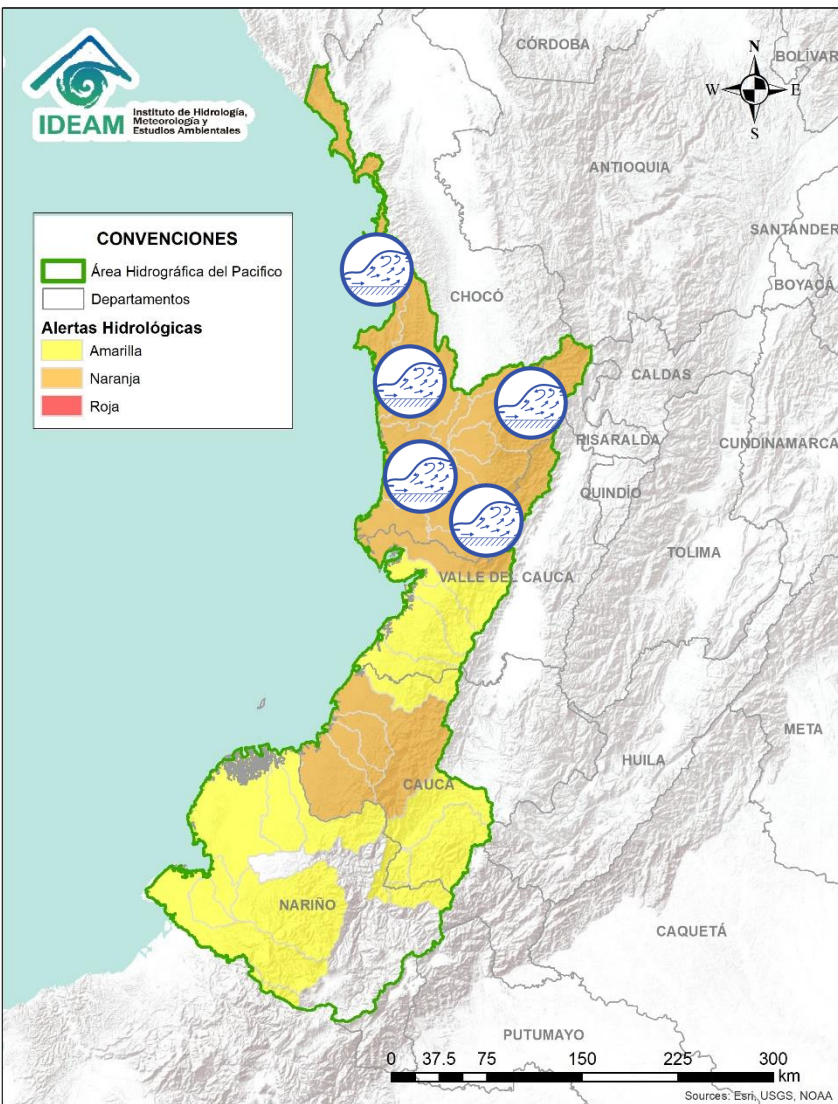 IDEAM
Instituto de Hidrología,
Meteorología y
Estudios Ambientales
N
W
E
S
CÓRDOBA
BOLÍVAR
ANTIOQUIA
SANTANDER
BOYACÁ
CHOCÓ
CALDAS
RISARALDA
CUNDINAMARCA
QUINDÍO
TOLIMA
VALLE DEL CAUCA
META
HUILA
CAUCA
NARIÑO
CAQUETÁ
PUTUMAYO
CONVENCIONES
Área Hidrográfica del Pacifico
Departamentos
Alertas Hidrológicas
Amarilla
Naranja
Roja
0 37.5 75 150 225 300
km
Sources: Esri, USGS, NOAA